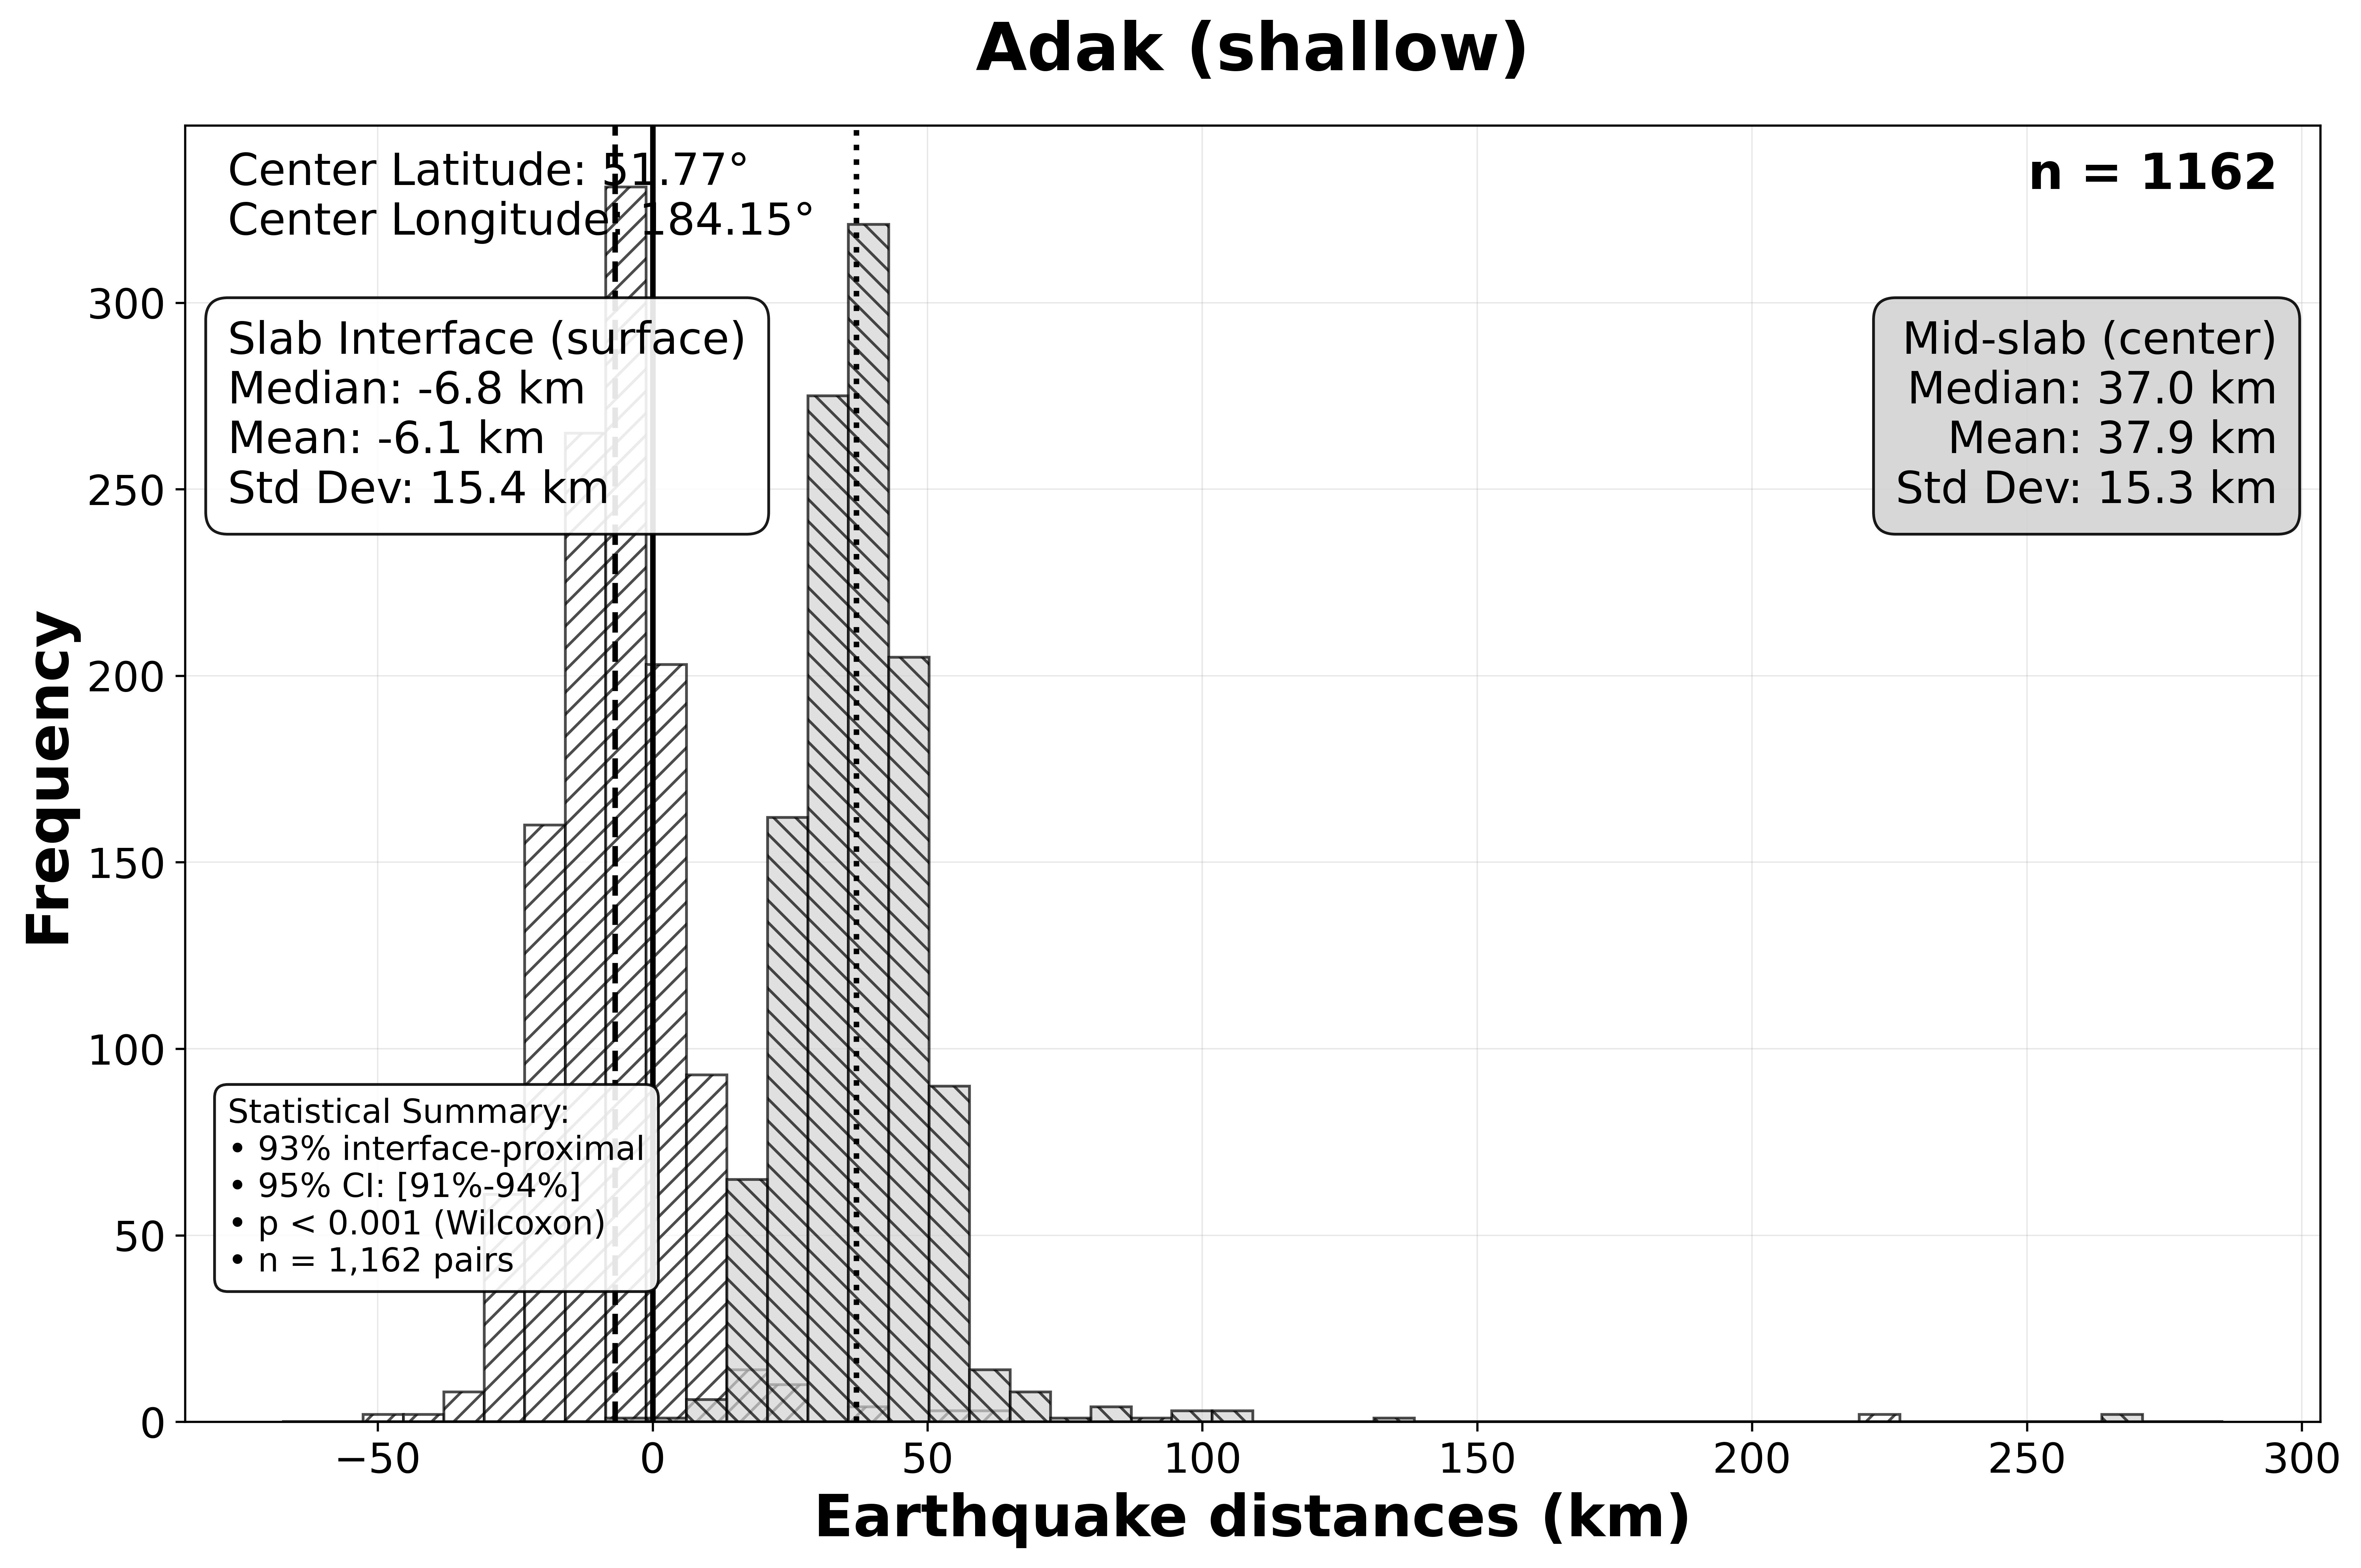 Adak (shallow)
Center Latitude: 51.77°
Center Longitude: 184.15°
n = 1162
Slab Interface (surface)
Median: -6.8 km
Mean: -6.1 km
Std Dev: 15.4 km
Mid-slab (center)
Median: 37.0 km
Mean: 37.9 km
Std Dev: 15.3 km
Statistical Summary:
• 93% interface-proximal
• 95% CI: [91%-94%]
• p < 0.001 (Wilcoxon)
• n = 1,162 pairs
Frequency
300
250
200
150
100
50
0
−50 0 50 100 150 200 250 300
Earthquake distances (km)